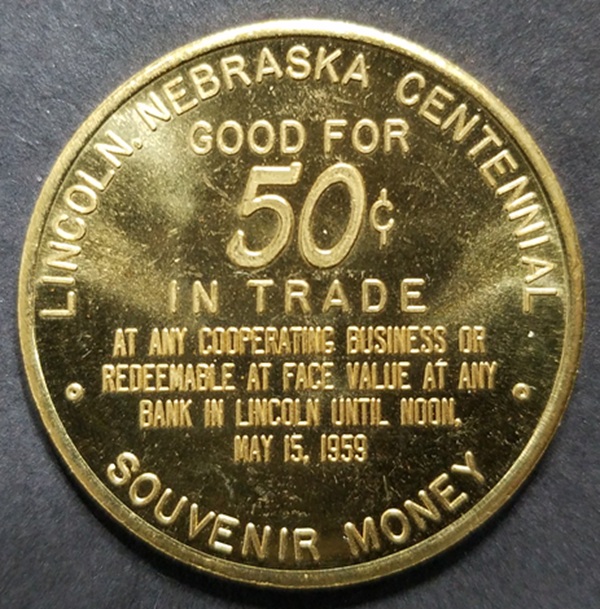 LINCOLN, NEBRASKA CENTENNIAL
GOOD FOR
50¢
IN TRADE
AT ANY COOPERATING BUSINESS OR
REDEEMABLE AT FACE VALUE AT ANY
BANK IN LINCOLN UNTIL NOON,
MAY 15, 1959
SOUVENIR MONEY